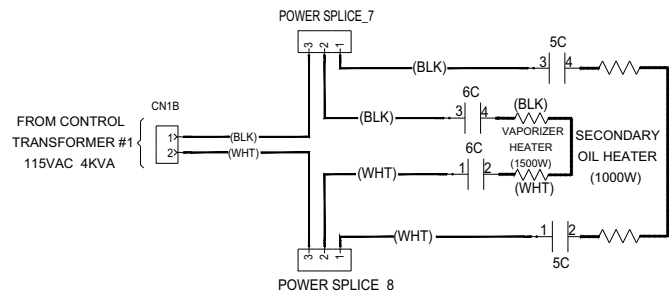 POWER SPLICE_7
3 2 1
5C
3 4
(BLK)
6C
CN1B
(BLK)
3 4
(BLK)
FROM CONTROL
TRANSFORMER #1
115VAC 4KVA
1
2
(BLK)
(WHT)
VAPORIZER
HEATER
(1500W)
SECONDARY
OIL HEATER
(1000W)
6C
(WHT)
1 2
(WHT)
(WHT)
1 2
3 2 1
5C
POWER SPLICE_8